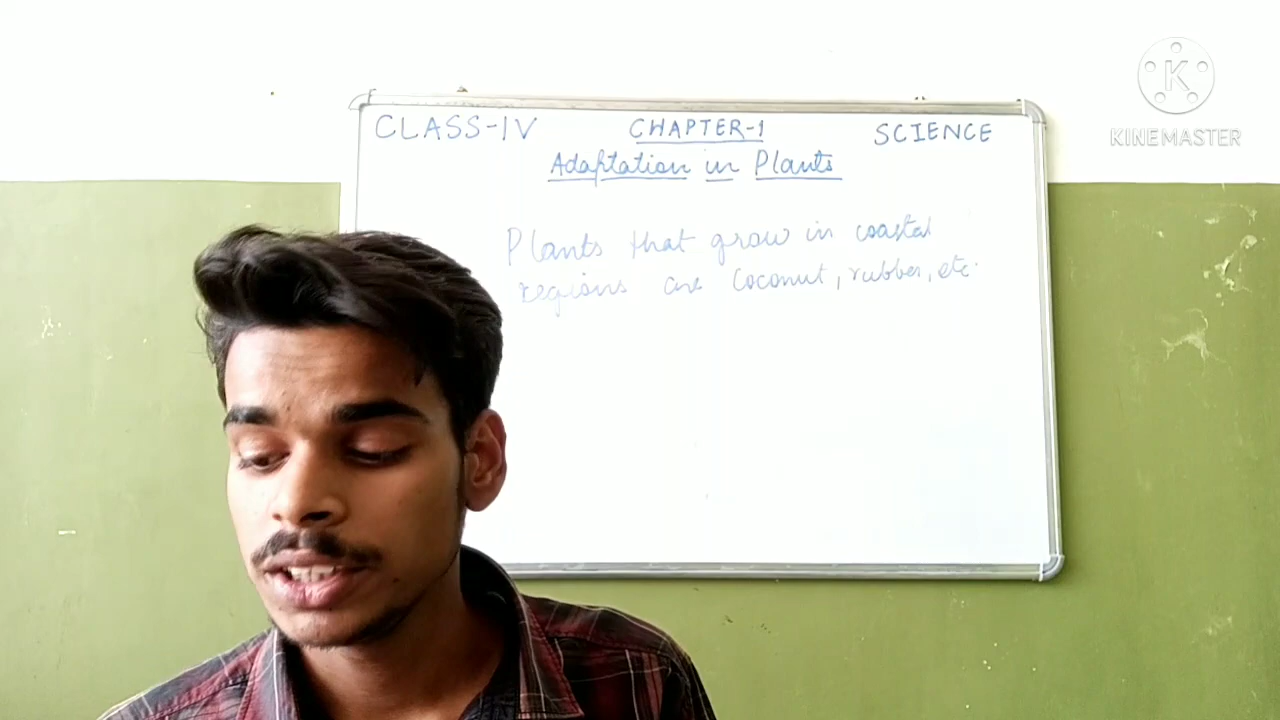 CLASS-IV CHAPTER-1 SCIENCE
Adaptation in Plants
Plants that grow in coastal
regions are coconut, rubber, etc.
K
KINEMASTER